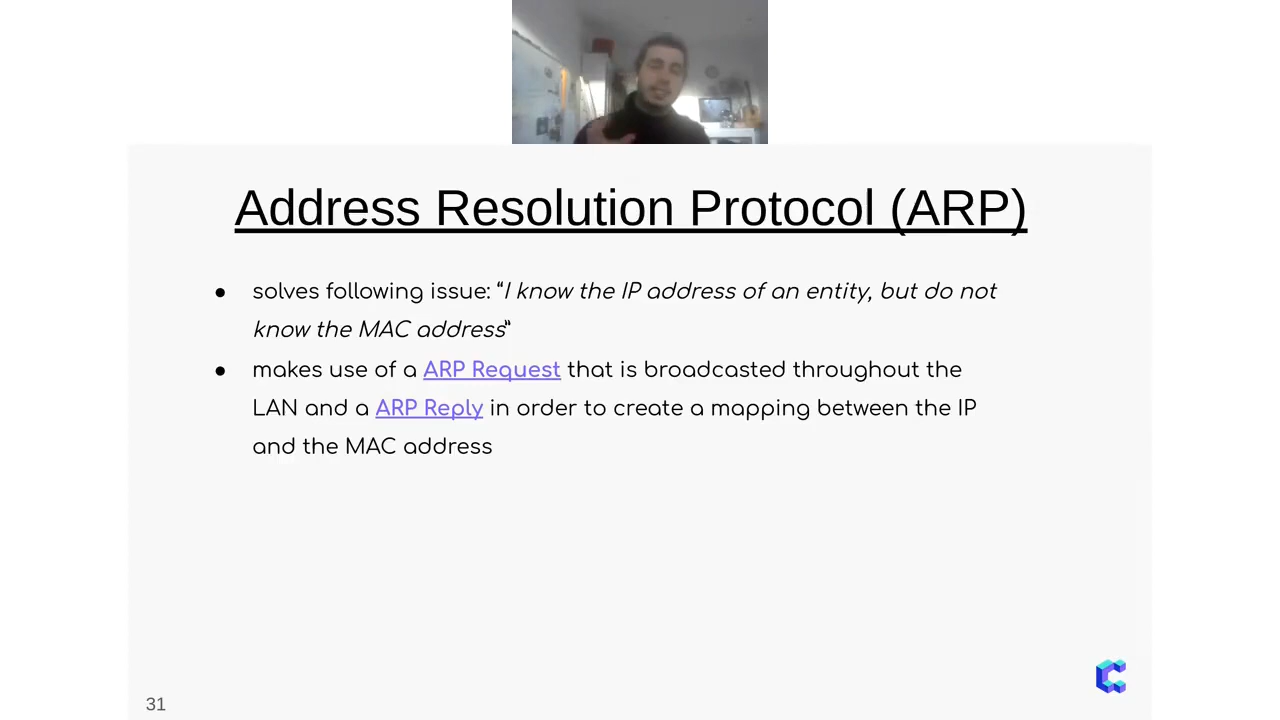 Address Resolution Protocol (ARP)
● solves following issue: “I know the IP address of an entity, but do not
know the MAC address”
● makes use of a ARP Request that is broadcasted throughout the
LAN and a ARP Reply in order to create a mapping between the IP
and the MAC address
31